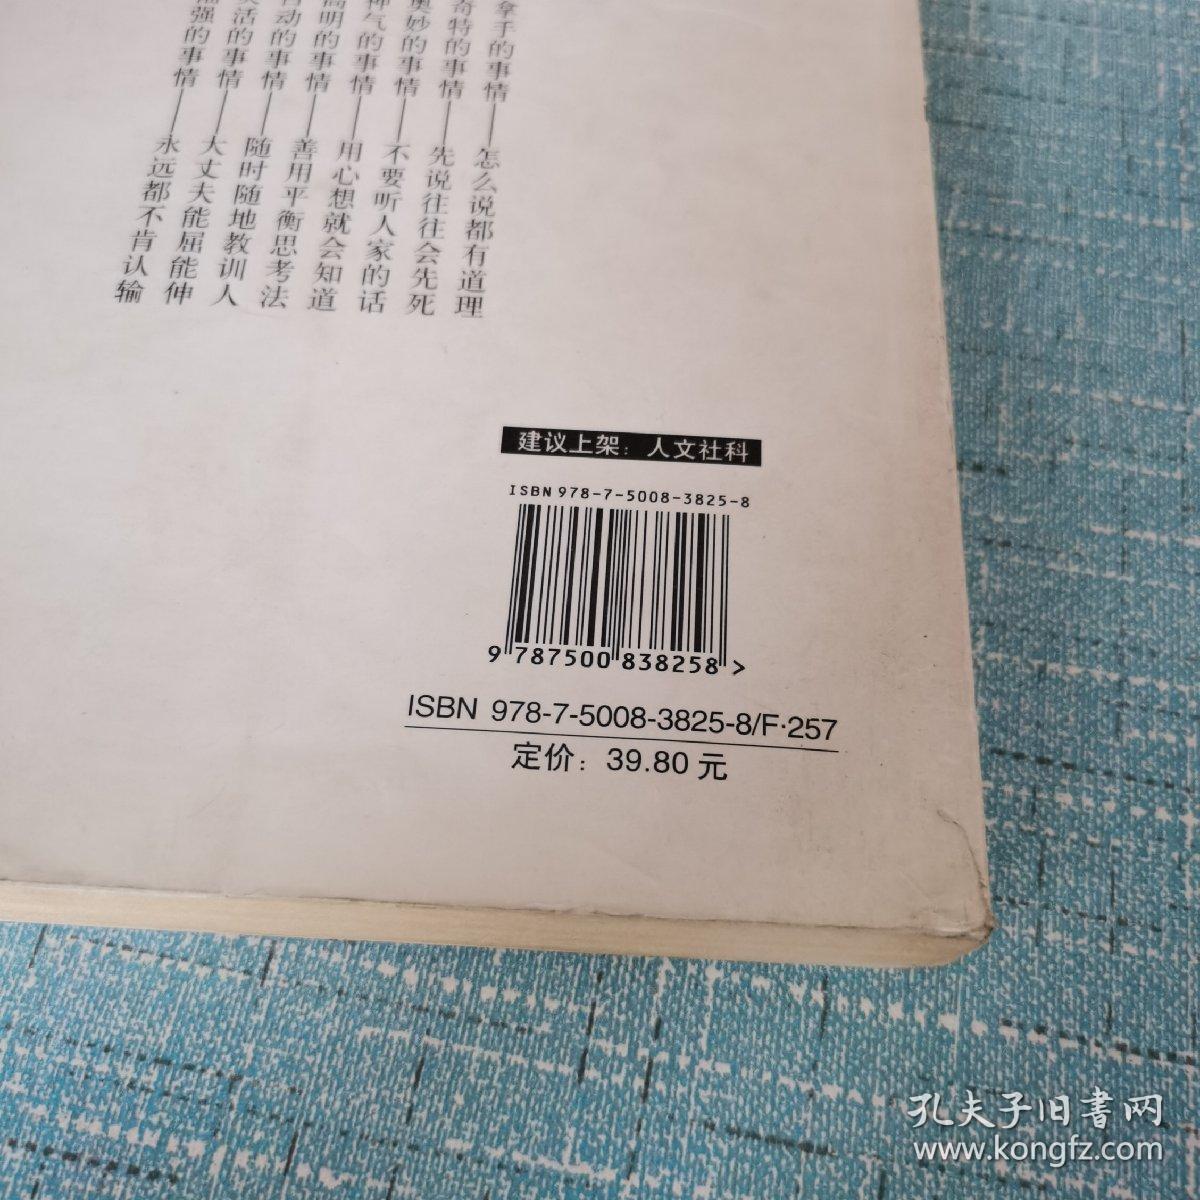 拿手的事情——怎么说都有道理
奇特的事情——先说往往会先死
奥妙的事情——不要听人家的话
神气的事情——用心想就会知道
高明的事情——善用平衡思考法
动的事情——随时随地教训人
活的事情——大丈夫能屈能伸
强的事情——永远都不肯认输
建议上架：人文社科
ISBN 978-7-5008-3825-8
9 787500 838258 >
ISBN 978-7-5008-3825-8/F·257
定价：39.80 元
孔夫子旧书网
www.kongfz.com